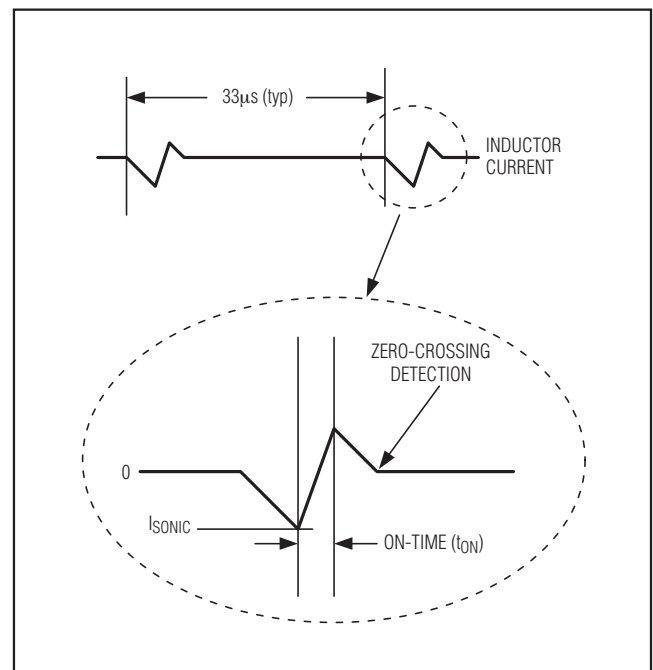 33μs (typ)
INDUCTOR
CURRENT
ZERO-CROSSING
DETECTION
0
ISONIC
ON-TIME (tON)